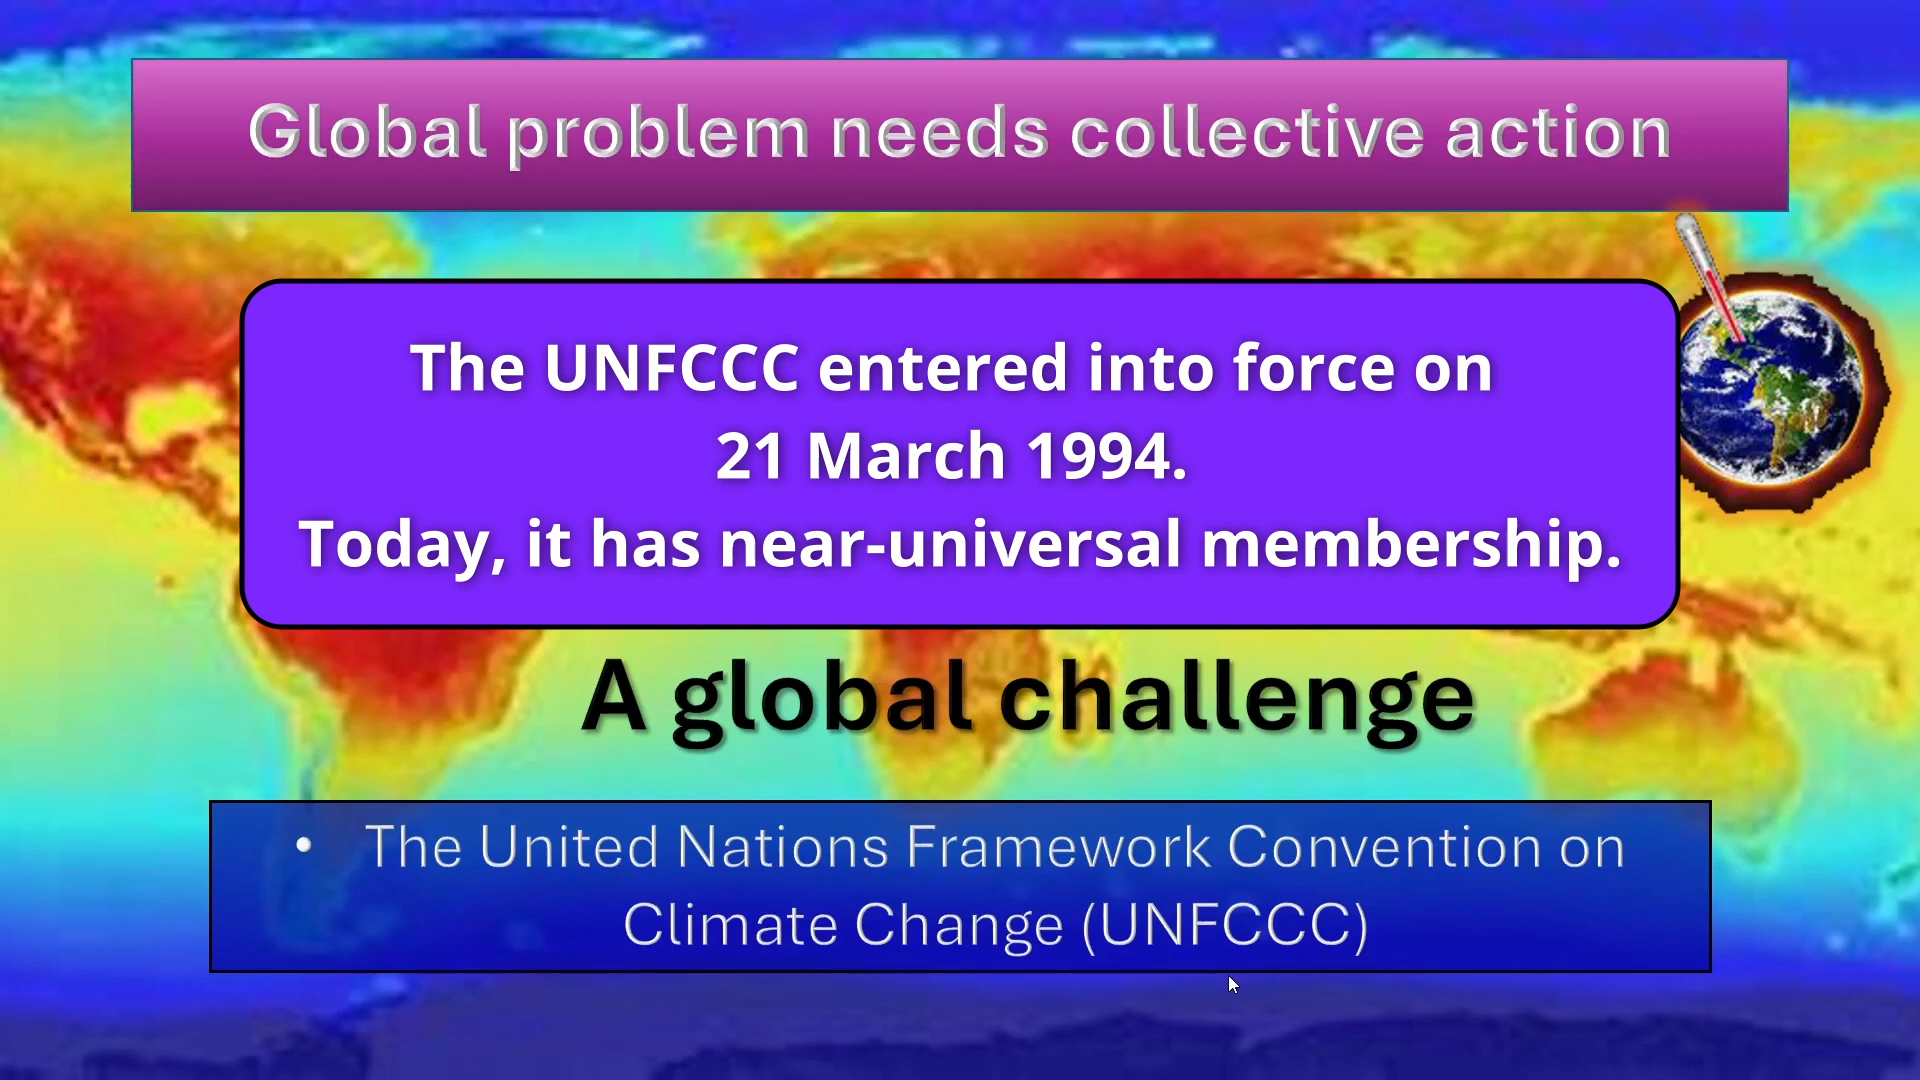 Global problem needs collective action
The UNFCCC entered into force on
21 March 1994.
Today, it has near-universal membership.
A global challenge
• The United Nations Framework Convention on
Climate Change (UNFCCC)